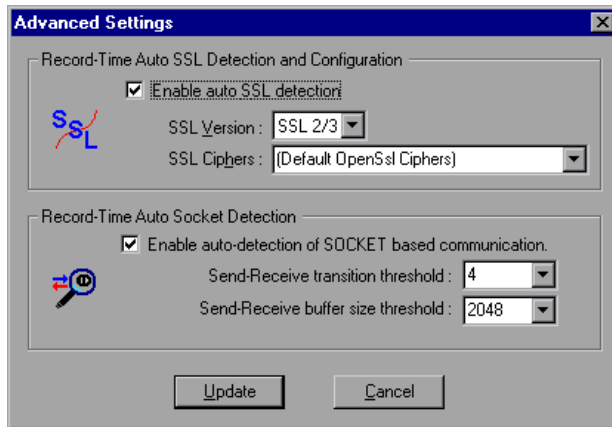 Advanced Settings
Record-Time Auto SSL Detection and Configuration
Enable auto SSL detection
SSL
SSL Version : SSL 2/3
SSL Ciphers : (Default OpenSsl Ciphers)
Record-Time Auto Socket Detection
Enable auto-detection of SOCKET based communication.
Send-Receive transition threshold : 4
Send-Receive buffer size threshold : 2048
Update Cancel